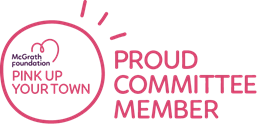 McGrath
foundation
PINK UP
YOUR TOWN
PROUD
COMMITTEE
MEMBER